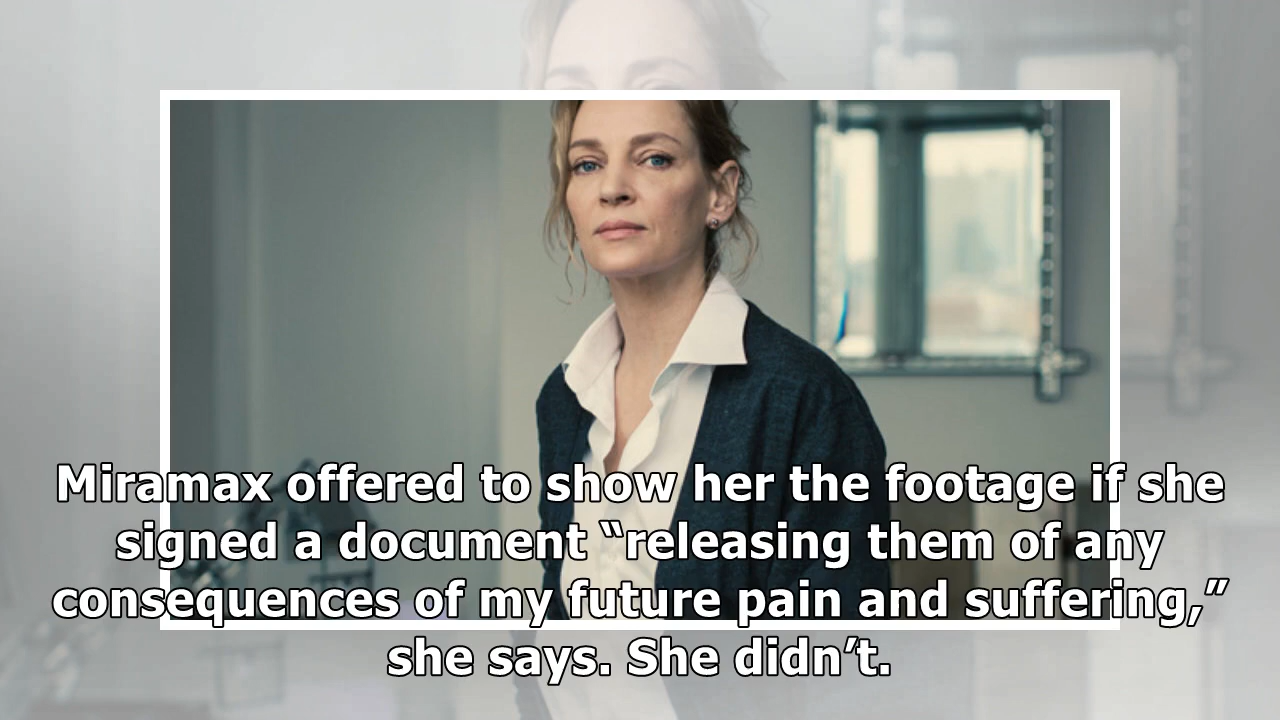 Miramax offered to show her the footage if she
signed a document “releasing them of any
consequences of my future pain and suffering,”
she says. She didn’t.